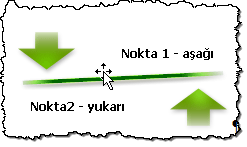 Nokta 1 - aşağı
Nokta2 - yukarı